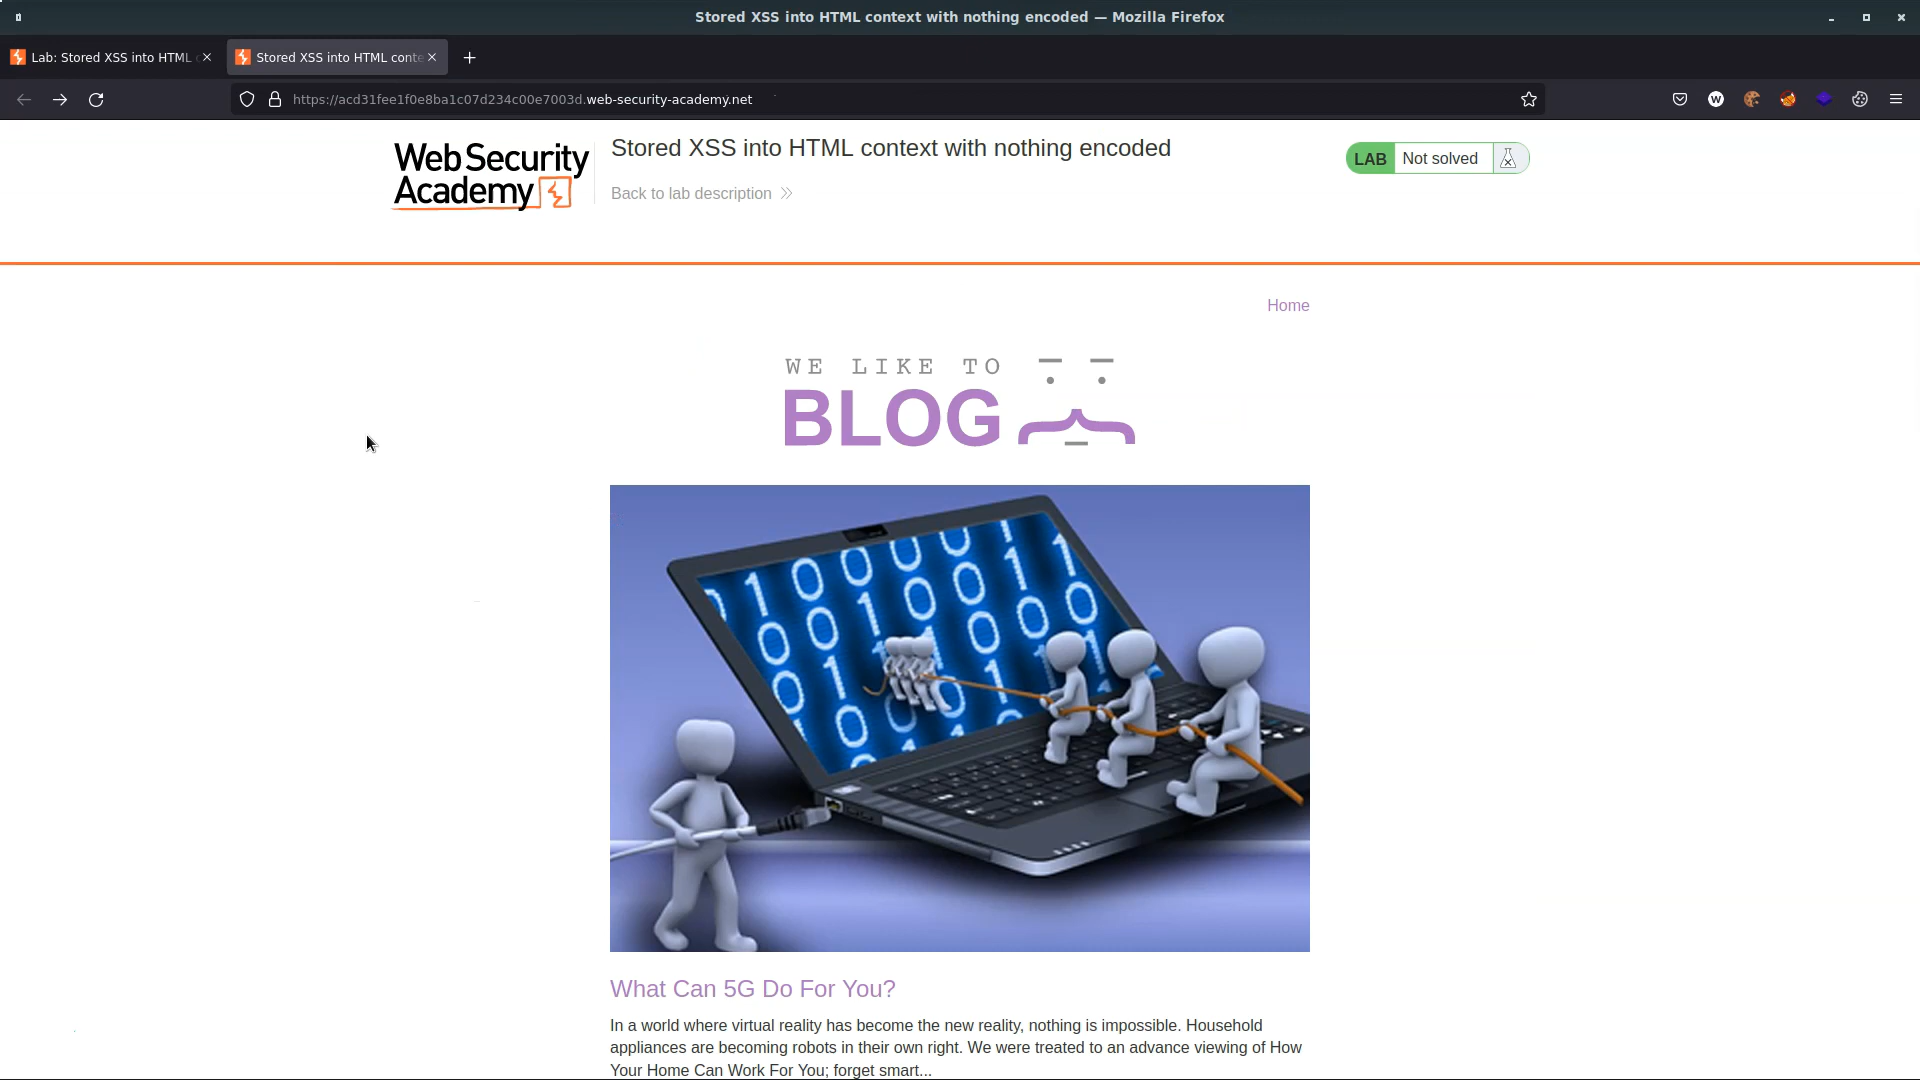 Stored XSS into HTML context with nothing encoded — Mozilla Firefox
Lab: Stored XSS into HTML
Stored XSS into HTML conte
https://acd31fee1f0e8ba1c07d234c00e7003d.web-security-academy.net
Web Security
Academy
Stored XSS into HTML context with nothing encoded
Back to lab description
LAB Not solved
Home
WE LIKE TO
BLOG
What Can 5G Do For You?
In a world where virtual reality has become the new reality, nothing is impossible. Household
appliances are becoming robots in their own right. We were treated to an advance viewing of How
Your Home Can Work For You; forget smart...